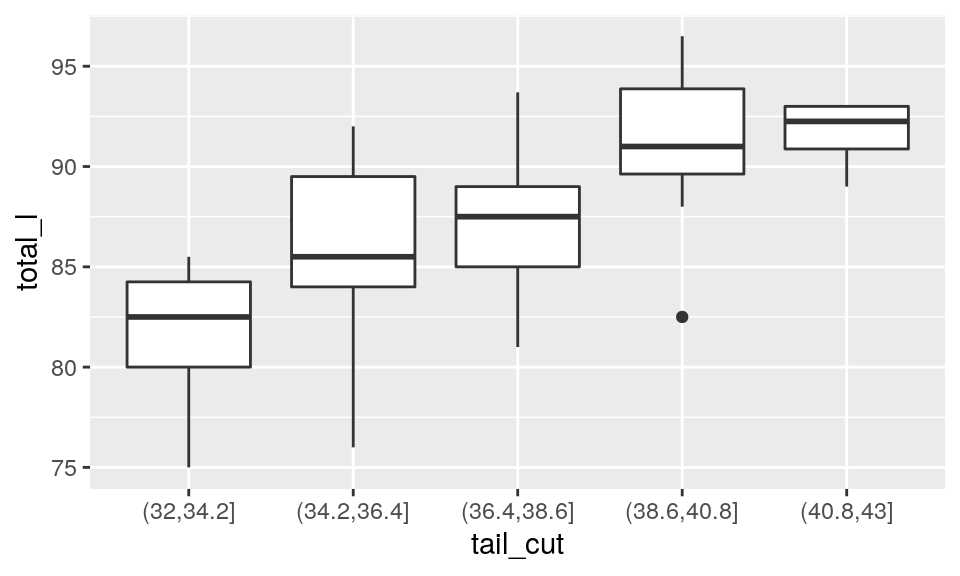 95
90
85
80
75
total_l
(32,34.2] (34.2,36.4] (36.4,38.6] (38.6,40.8] (40.8,43]
tail_cut